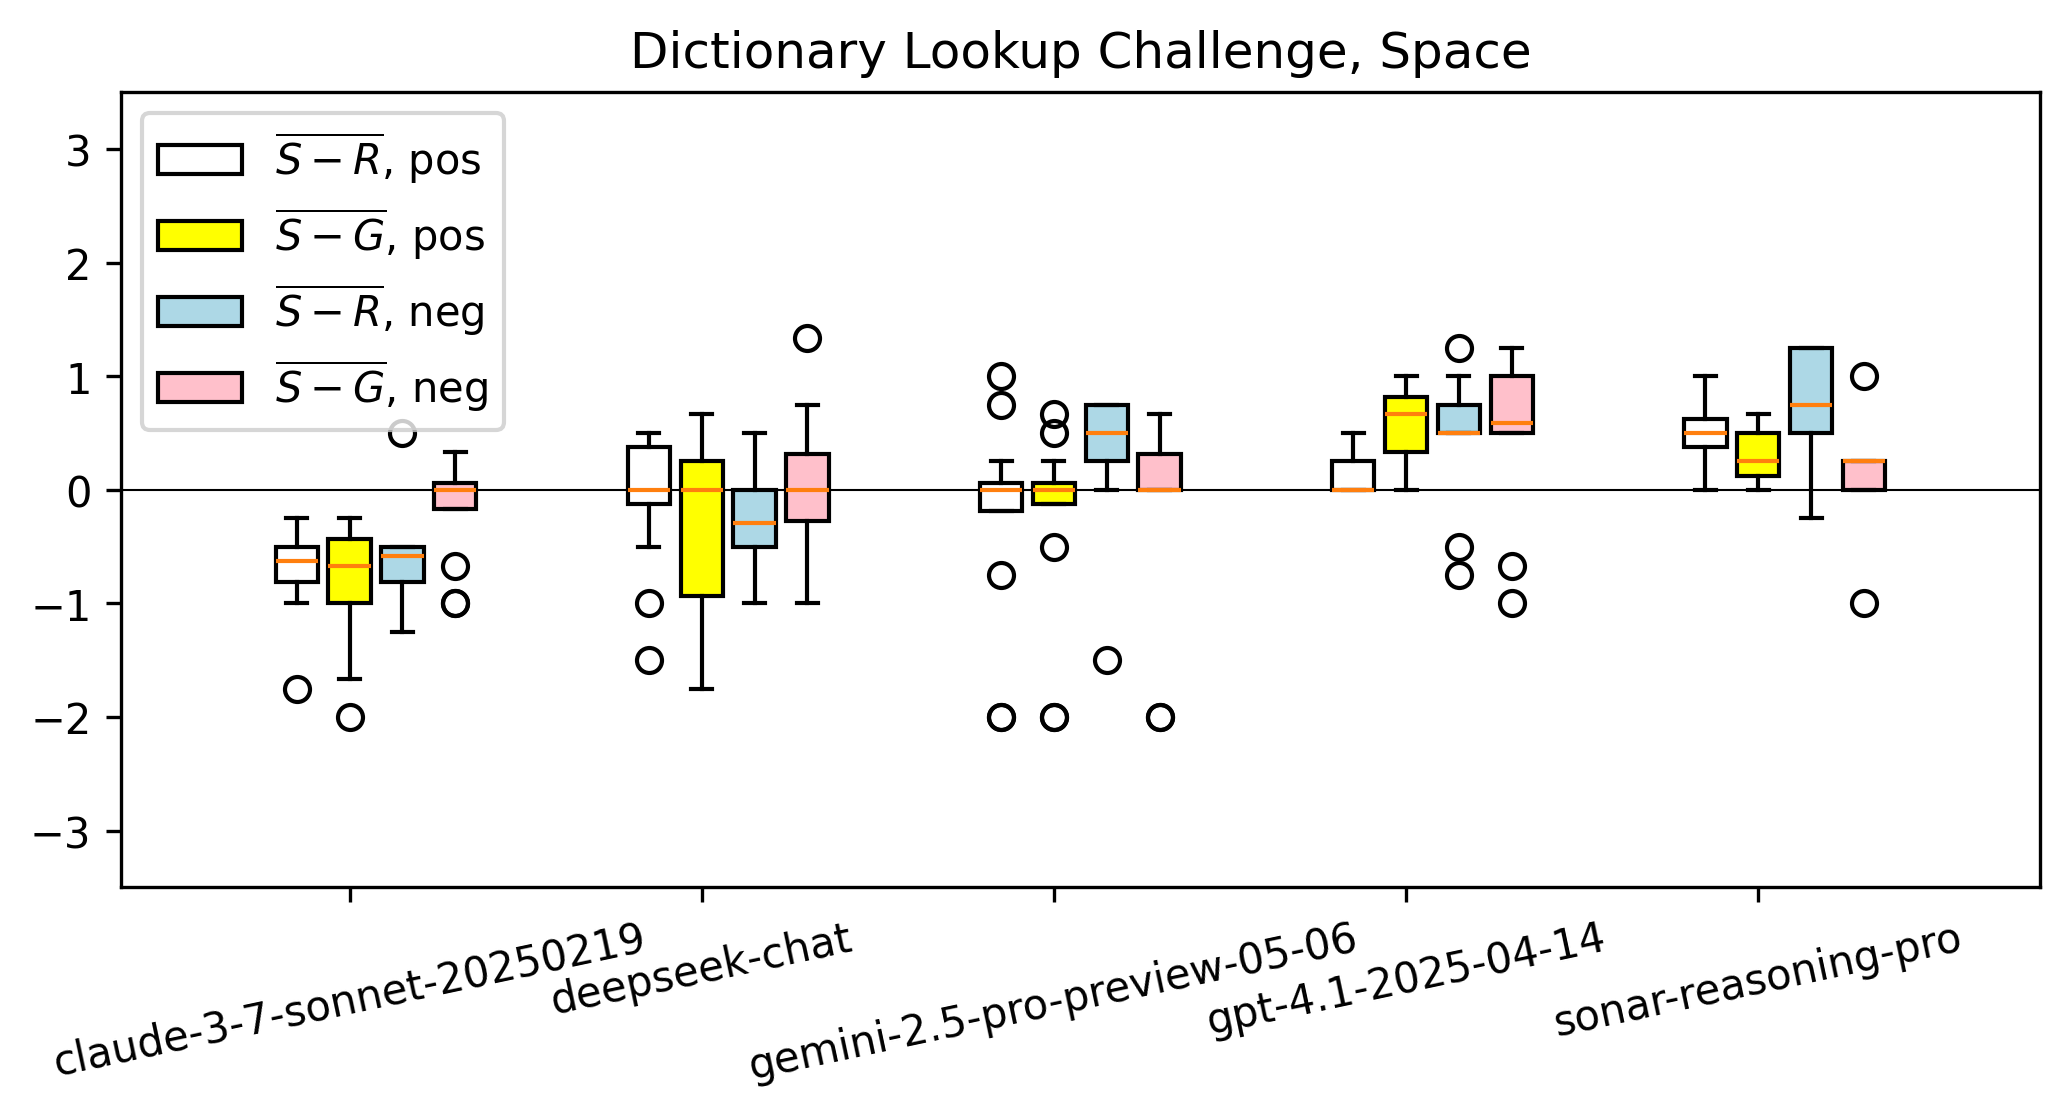 Dictionary Lookup Challenge, Space
S − R, pos
S − G, pos
S − R, neg
S − G, neg
3
2
1
0
−1
−2
−3
claude-3-7-sonnet-20250219
deepseek-chat
gemini-2.5-pro-preview-05-06
gpt-4.1-2025-04-14
sonar-reasoning-pro